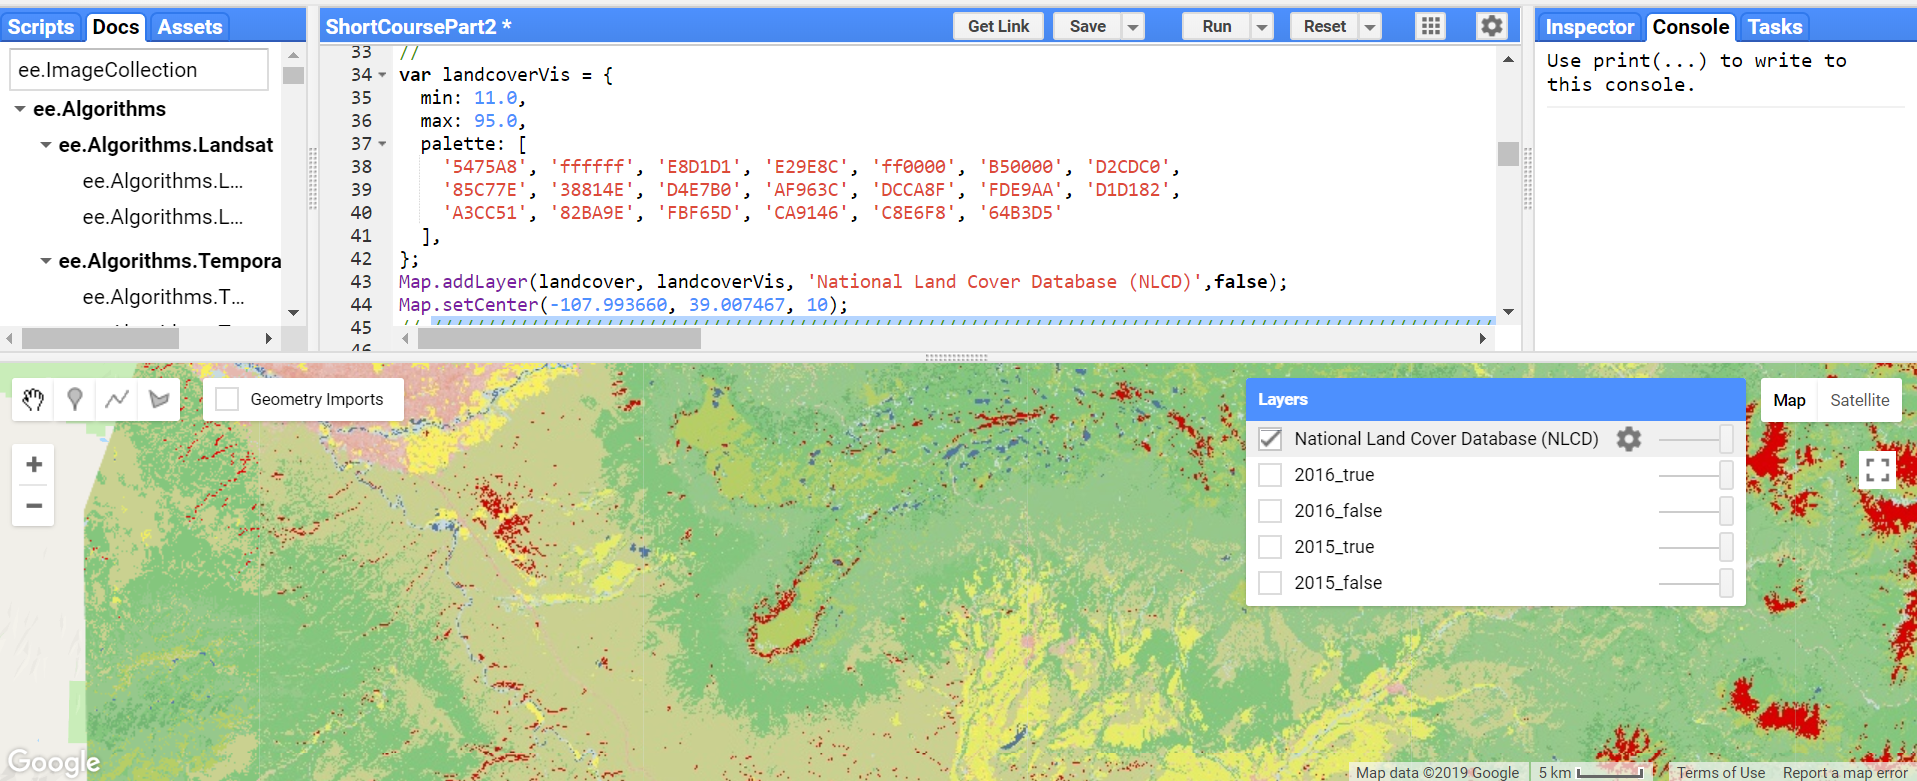 Scripts Docs Assets
ee.ImageCollection
ee.Algorithms
ee.Algorithms.Landsat
ee.Algorithms.L...
ee.Algorithms.L...
ee.Algorithms.Tempora
ee.Algorithms.T...
ShortCoursePart2 *
Get Link Save Run Reset
33 //
34 var landcoverVis = {
35 min: 11.0,
36 max: 95.0,
37 palette: [
38 '5475A8', 'ffffff', 'E8D1D1', 'E29E8C', 'ff0000', 'B50000', 'D2CDC0',
39 '85C77E', '38814E', 'D4E7B0', 'AF963C', 'DCCA8F', 'FDE9AA', 'D1D182',
40 'A3CC51', '82BA9E', 'FBF65D', 'CA9146', 'C8E6F8', '64B3D5'
41 ],
42 };
43 Map.addLayer(landcover, landcoverVis, 'National Land Cover Database (NLCD)',false);
44 Map.setCenter(-107.993660, 39.007467, 10);
45
46
Inspector Console Tasks
Use print(...) to write to
this console.
Geometry Imports
Layers
National Land Cover Database (NLCD)
2016_true
2016_false
2015_true
2015_false
Map Satellite
Google
Map data ©2019 Google 5 km Terms of Use Report a map error